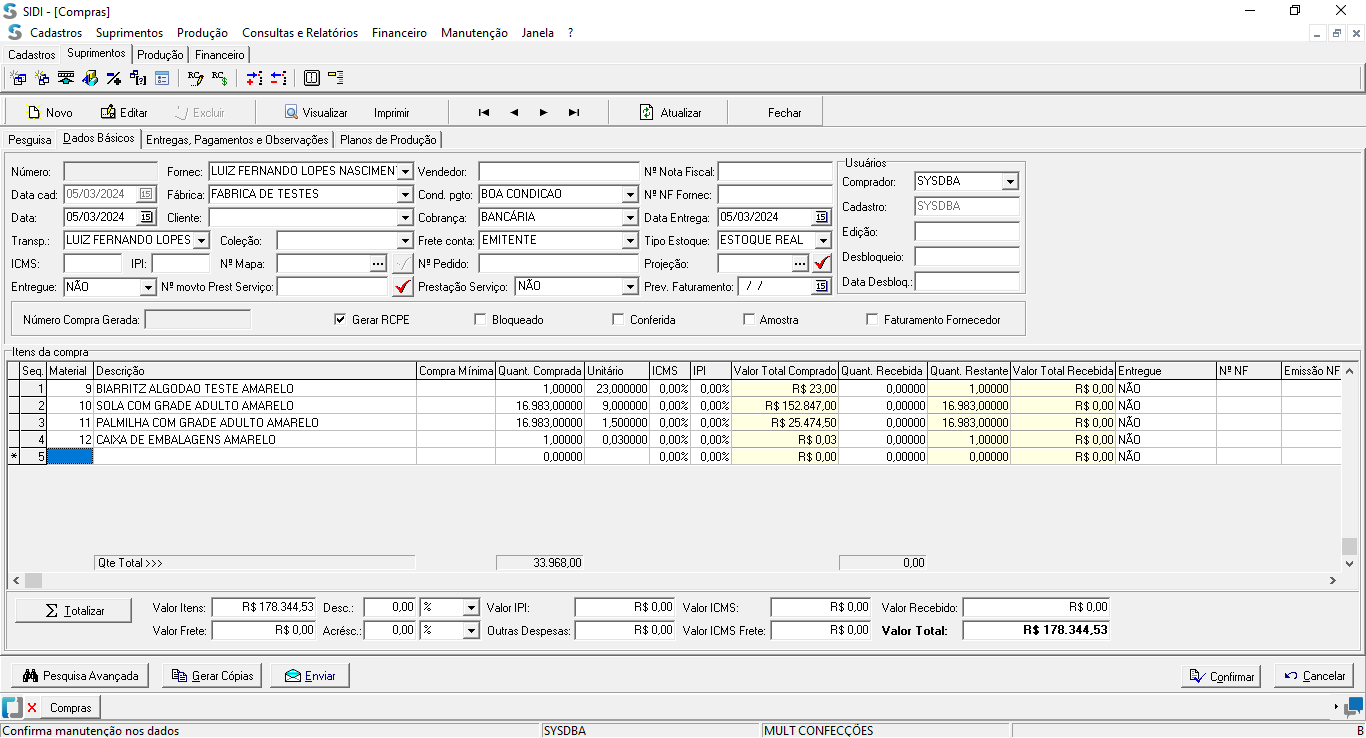 SIDI - [Compras]
Cadastros Suprimentos Produção Consultas e Relatórios Financeiro Manutenção Janela ?
Cadastros Suprimentos Produção Financeiro
Novo Editar Excluir Visualizar Imprimir Atualizar Fechar
Pesquisa Dados Básicos Entregas, Pagamentos e Observações Planos de Produção
Usuários
Número: Fornec: LUIZ FERNANDO LOPES NASCIMEN Vendedor: Nº Nota Fiscal: Comprador: SYSDBA
Data cad: 05/03/2024 15 Fábrica: FABRICA DE TESTES Cond. pgto: BOA CONDICAO Nº NF Fornec: Cadastro: SYSDBA
Data: 05/03/2024 15 Cliente: Cobrança: BANCÁRIA Data Entrega: 05/03/2024 15 Edição:
Transp.: LUIZ FERNANDO LOPES Coleção: Frete conta: EMITENTE Tipo Estoque: ESTOQUE REAL Desbloqueio:
ICMS: IPI: Nº Mapa: ... Nº Pedido: Projeção: ... Data Desbloq.:
Entregue: NÃO Nº movto Prest Serviço: Prestação Serviço: NÃO Prev. Faturamento: / / 15
Número Compra Gerada: Gerar RCPE Bloqueado Conferida Amostra Faturamento Fornecedor
Itens da compra
Seq. Material Descrição Compra Mínima Quant. Comprada Unitário ICMS IPI Valor Total Comprado Quant. Recebida Quant. Restante Valor Total Recebida Entregue Nº NF Emissão NF
1 9 BIARRITZ ALGODAO TESTE AMARELO 1,00000 23,000000 0,00% 0,00% R$ 23,00 0,00000 1,00000 R$ 0,00 NÃO
2 10 SOLA COM GRADE ADULTO AMARELO 16.983,00000 9,000000 0,00% 0,00% R$ 152.847,00 0,00000 16.983,00000 R$ 0,00 NÃO
3 11 PALMILHA COM GRADE ADULTO AMARELO 16.983,00000 1,500000 0,00% 0,00% R$ 25.474,50 0,00000 16.983,00000 R$ 0,00 NÃO
4 12 CAIXA DE EMBALAGENS AMARELO 1,00000 0,030000 0,00% 0,00% R$ 0,03 0,00000 1,00000 R$ 0,00 NÃO
* 5 0,00000 0,00% 0,00% R$ 0,00 0,00000 0,00000 R$ 0,00 NÃO
Qte Total >>> 33.968,00 0,00
Totalizar Valor Itens: R$ 178.344,53 Desc.: 0,00 % Valor IPI: R$ 0,00 Valor ICMS: R$ 0,00 Valor Recebido: R$ 0,00
Valor Frete: R$ 0,00 Acrésc.: 0,00 % Outras Despesas: R$ 0,00 Valor ICMS Frete: R$ 0,00 Valor Total: R$ 178.344,53
Pesquisa Avançada Gerar Cópias Enviar Confirmar Cancelar
Compras
Confirma manutenção nos dados SYSDBA MULT CONFECÇÕES B